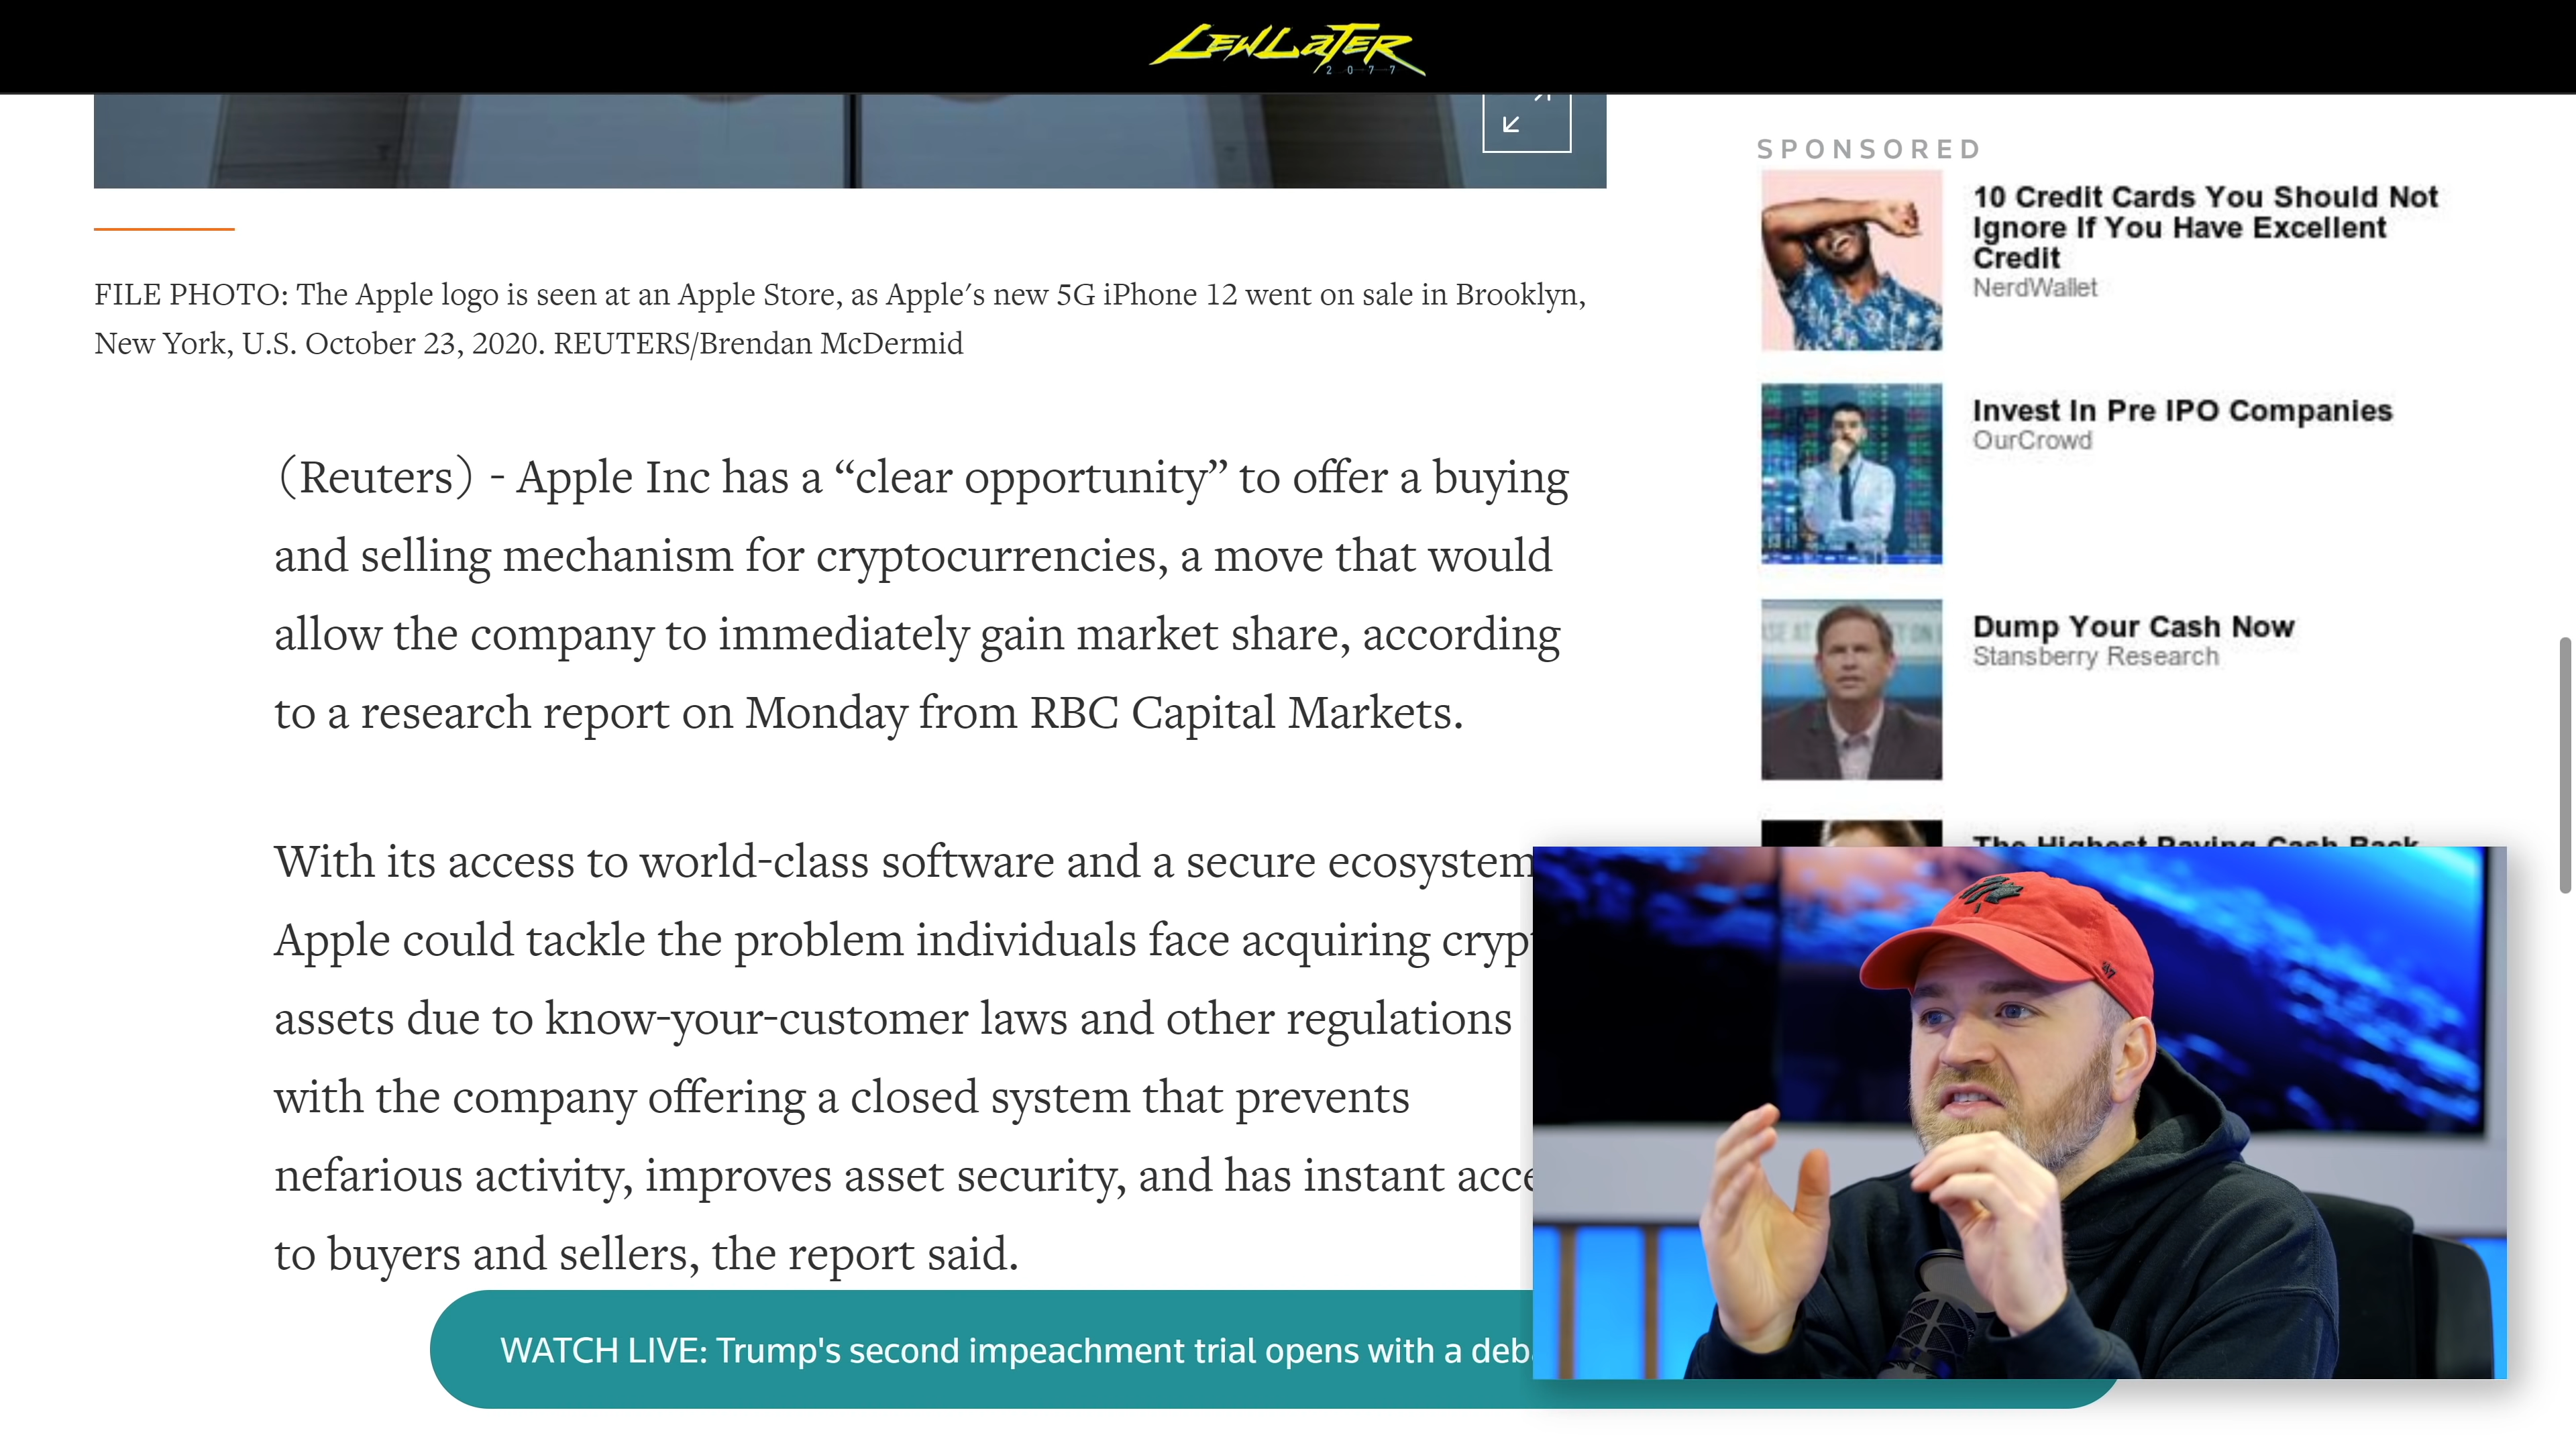 LEWLATER
2077
FILE PHOTO: The Apple logo is seen at an Apple Store, as Apple's new 5G iPhone 12 went on sale in Brooklyn,
New York, U.S. October 23, 2020. REUTERS/Brendan McDermid
(Reuters) - Apple Inc has a “clear opportunity” to offer a buying
and selling mechanism for cryptocurrencies, a move that would
allow the company to immediately gain market share, according
to a research report on Monday from RBC Capital Markets.
With its access to world-class software and a secure ecosystem
Apple could tackle the problem individuals face acquiring
assets due to know-your-customer laws and other regulations
with the company offering a closed system that prevents
nefarious activity, improves asset security, and has instant
to buyers and sellers, the report said.
WATCH LIVE: Trump's second impeachment trial opens with a
SPONSORED
10 Credit Cards You Should Not
Ignore If You Have Excellent
Credit
NerdWallet
Invest In Pre IPO Companies
OurCrowd
Dump Your Cash Now
Stansberry Research
The Highest Paying Cash Back
'47